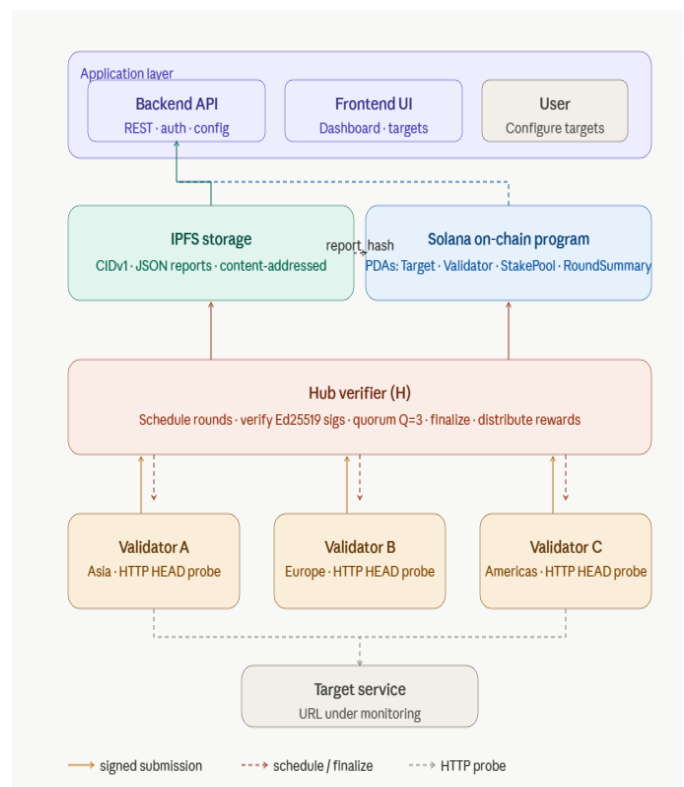 Application layer
Backend API
REST · auth · config
Frontend UI
Dashboard · targets
User
Configure targets
IPFS storage
CIDv1 · JSON reports · content-addressed
report_hash
Solana on-chain program
PDAs: Target · Validator · StakePool · RoundSummary
Hub verifier (H)
Schedule rounds · verify Ed25519 sigs · quorum Q=3 · finalize · distribute rewards
Validator A
Asia · HTTP HEAD probe
Validator B
Europe · HTTP HEAD probe
Validator C
Americas · HTTP HEAD probe
Target service
URL under monitoring
signed submission
schedule / finalize
HTTP probe